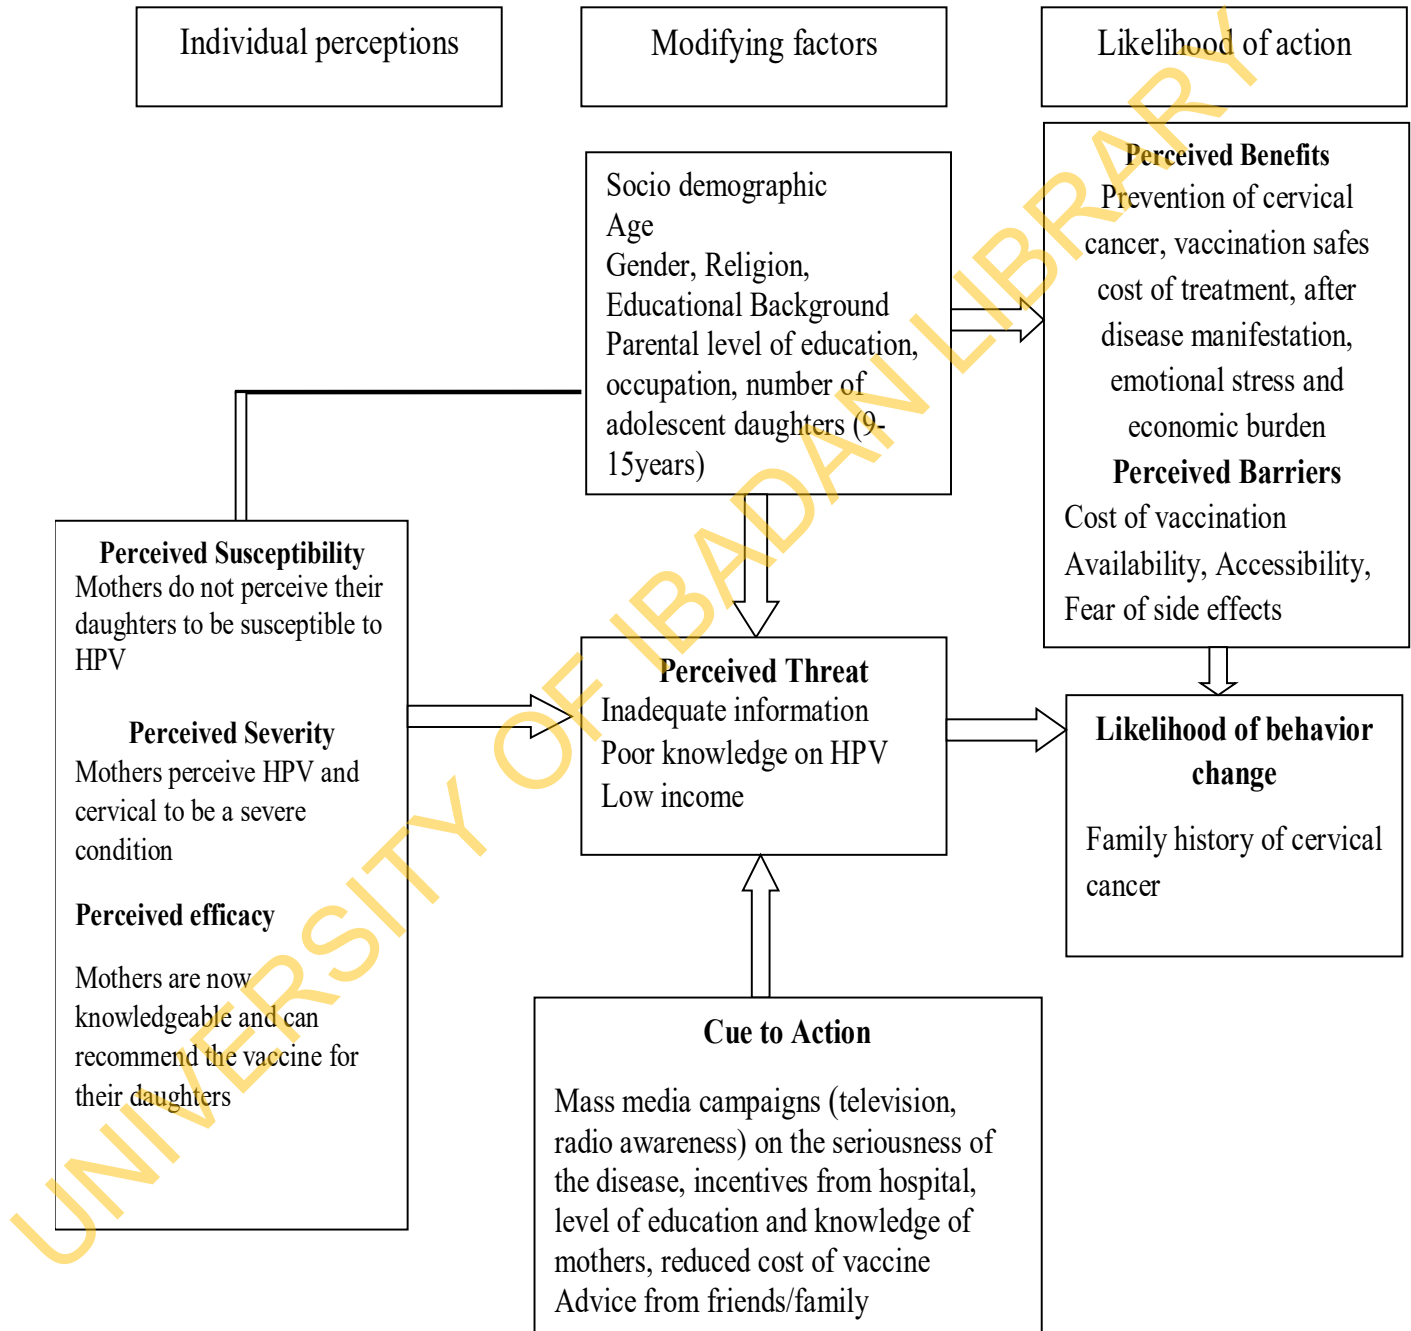 Individual perceptions
Modifying factors
Likelihood of action
Socio demographic
Age
Gender, Religion,
Educational Background
Parental level of education,
occupation, number of
adolescent daughters (9-
15years)
Perceived Benefits
Prevention of cervical
cancer, vaccination safes
cost of treatment, after
disease manifestation,
emotional stress and
economic burden
Perceived Barriers
Cost of vaccination
Availability, Accessibility,
Fear of side effects
Perceived Susceptibility
Mothers do not perceive their
daughters to be susceptible to
HPV
Perceived Severity
Mothers perceive HPV and
cervical to be a severe
condition
Perceived efficacy
Mothers are now
knowledgeable and can
recommend the vaccine for
their daughters
Perceived Threat
Inadequate information
Poor knowledge on HPV
Low income
Likelihood of behavior
change
Family history of cervical
cancer
Cue to Action
Mass media campaigns (television,
radio awareness) on the seriousness of
the disease, incentives from hospital,
level of education and knowledge of
mothers, reduced cost of vaccine
Advice from friends/family
UNIVERSITY OF IBADAN LIBRARY